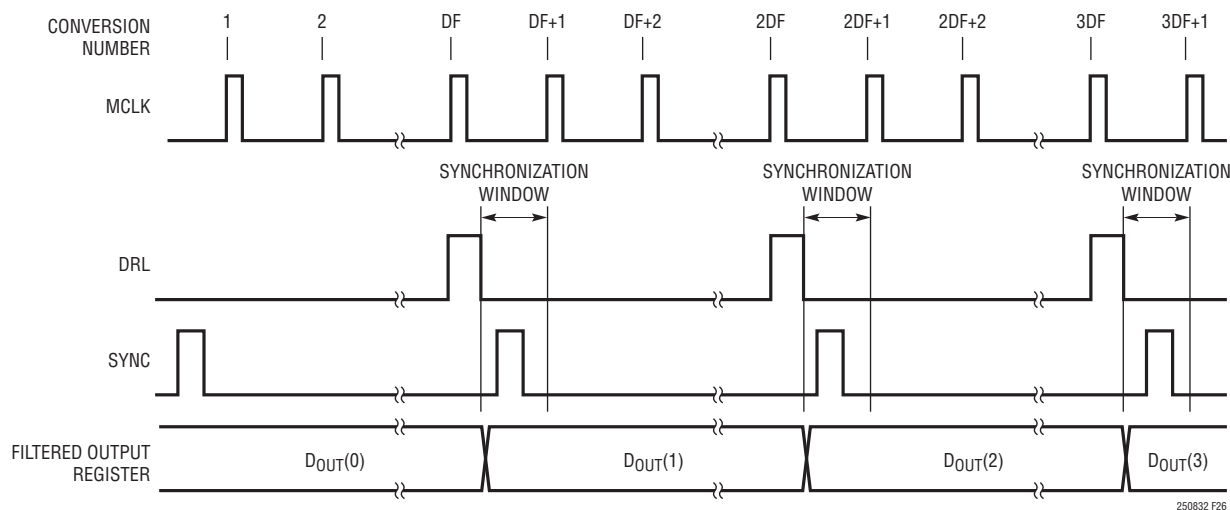 CONVERSION
NUMBER
1 2 DF DF+1 DF+2 2DF 2DF+1 2DF+2 3DF 3DF+1
MCLK
SYNCHRONIZATION
WINDOW
SYNCHRONIZATION
WINDOW
SYNCHRONIZATION
WINDOW
DRL
SYNC
FILTERED OUTPUT
REGISTER
DOUT(0) DOUT(1) DOUT(2) DOUT(3)
250832 F26